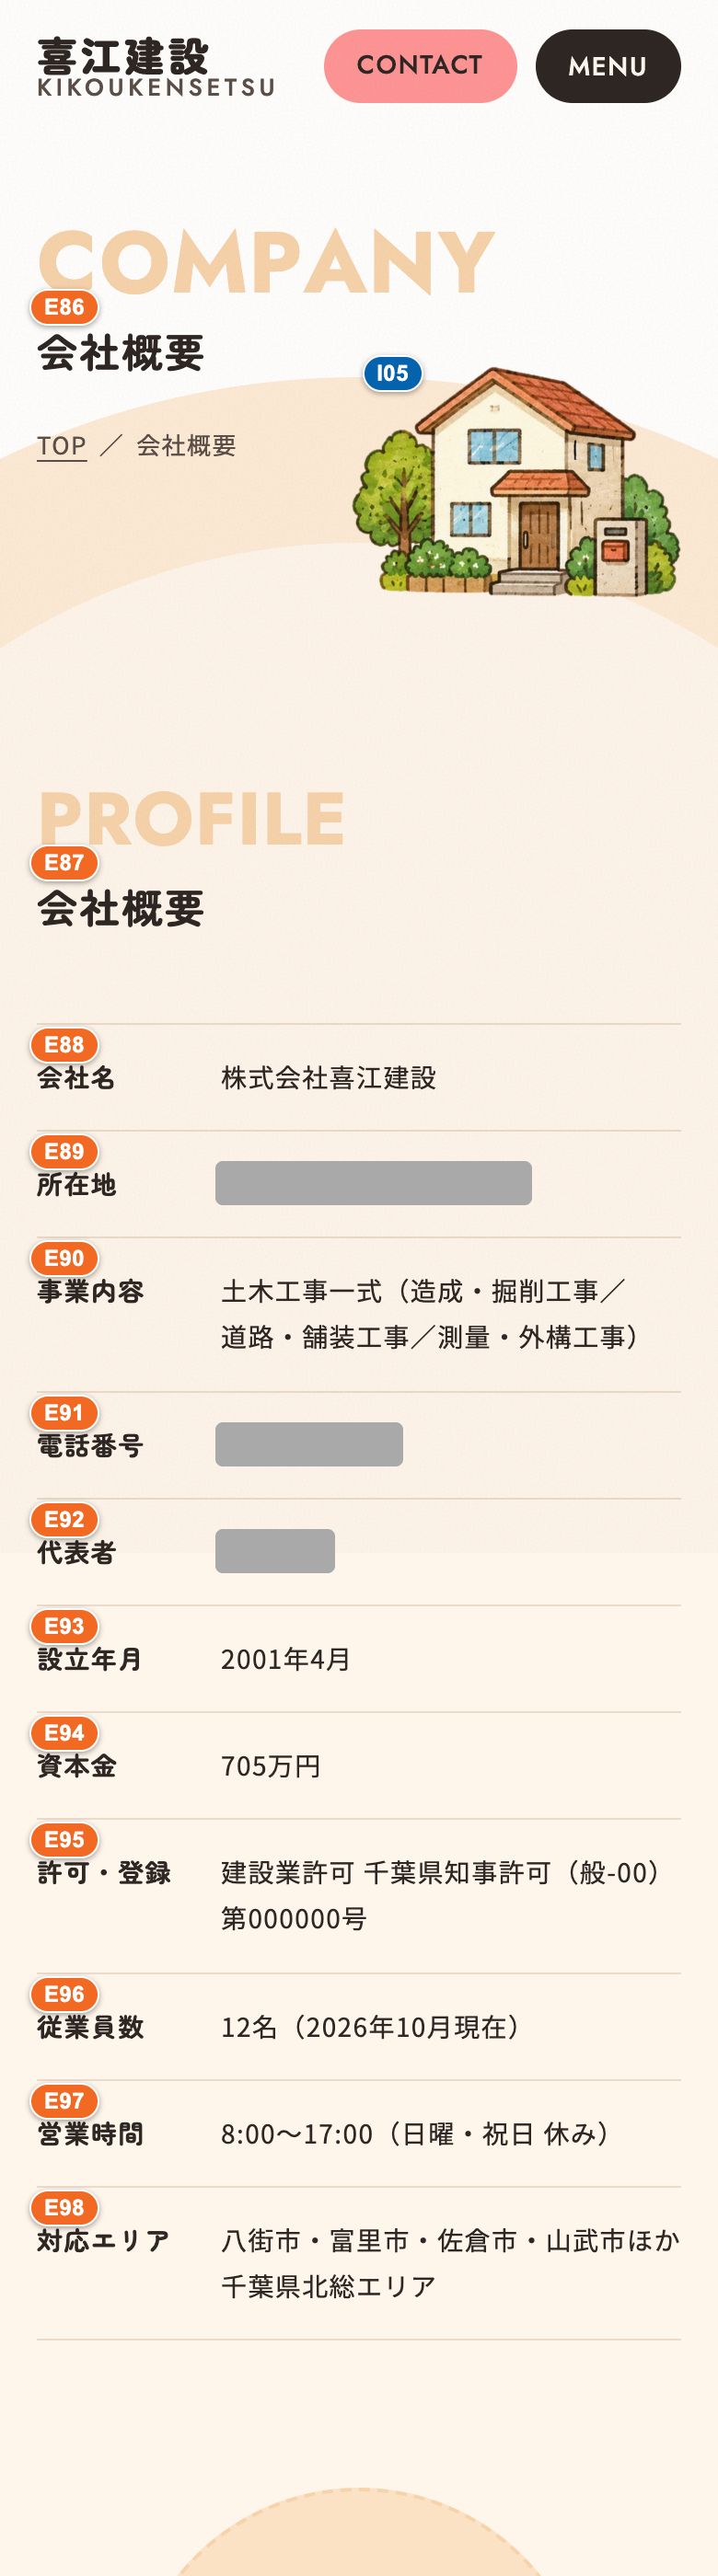 喜江建設
KIKOUKENSETSU
CONTACT
MENU
COMPANY
E86
会社概要
I05
TOP ／ 会社概要
PROFILE
E87
会社概要
E88
会社名 株式会社喜江建設
E89
所在地
E90
事業内容 土木工事一式（造成・掘削工事／
道路・舗装工事／測量・外構工事）
E91
電話番号
E92
代表者
E93
設立年月 2001年4月
E94
資本金 705万円
E95
許可・登録 建設業許可 千葉県知事許可（般-00）
第000000号
E96
従業員数 12名（2026年10月現在）
E97
営業時間 8:00〜17:00（日曜・祝日 休み）
E98
対応エリア 八街市・富里市・佐倉市・山武市ほか
千葉県北総エリア